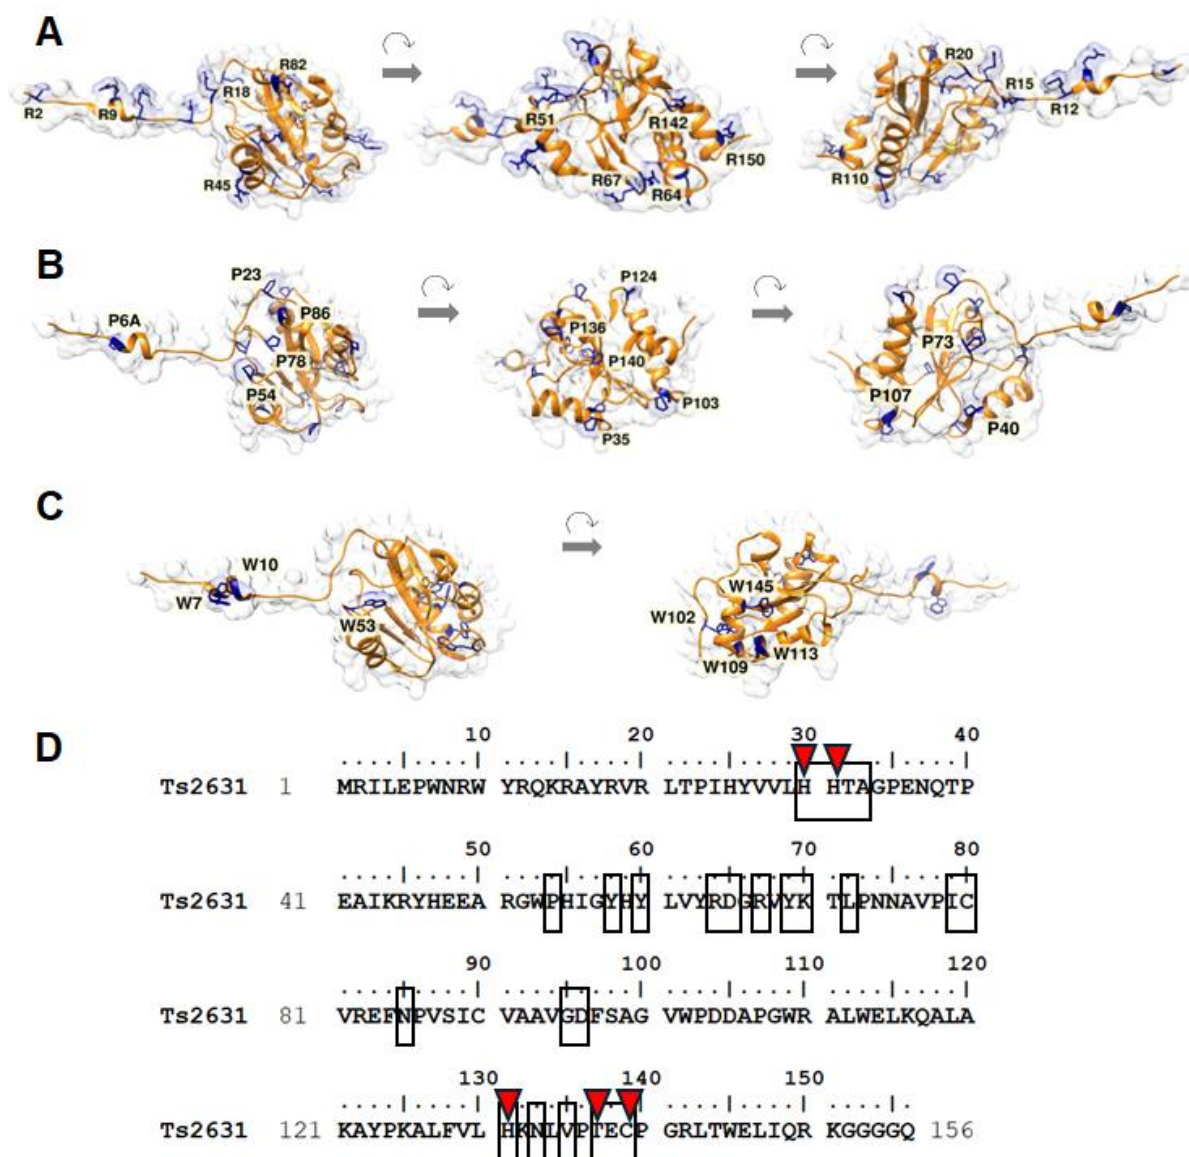 A
R82
R18
R2
R9
R45
R51
R142
R150
R67
R64
R20
R15
R12
R110
B
P23
P6A
P86
P78
P54
P124
P136
P140
P103
P35
P73
P107
P40
C
W10
W7
W53
W145
W102
W109
W113
D
10 20 30 40
....|....| ....|....| ....|....| ....|....|
Ts2631 1 MRILEPWNRW YRQKRAYRVR LTPIHYVVLH HTAGPENQTP
50 60 70 80
....|....| ....|....| ....|....| ....|....|
Ts2631 41 EAIKRYHEEA RGWPHIGYHY LVYRDGRVYK TLPNNAVPIC
90 100 110 120
....|....| ....|....| ....|....| ....|....|
Ts2631 81 VREFNPVSIC VAAVGDFSAG VWPDDAPGWR ALWELKQALA
130 140 150
....|....| ....|....| ....|....| ....|.
Ts2631 121 KAYPKALFVL HKNLVPTECP GRLTWELIQR KGGGGQ 156